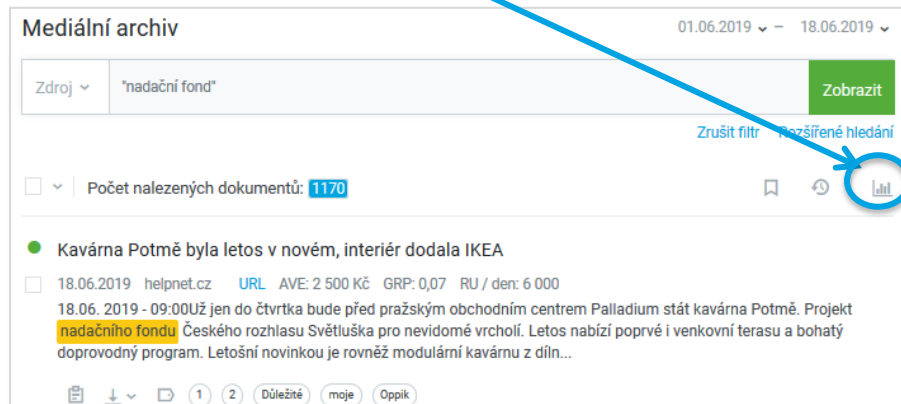 Mediální archiv
01.06.2019 – 18.06.2019
Zdroj "nadační fond" Zobrazit
Zrušit filtr Rozšířené hledání
Počet nalezených dokumentů: 1170
Kavárna Potmě byla letos v novém, interiér dodala IKEA
18.06.2019 helpnet.cz URL AVE: 2 500 Kč GRP: 0,07 RU / den: 6 000
18.06. 2019 - 09:00Už jen do čtvrtka bude před pražským obchodním centrem Palladium stát kavárna Potmě. Projekt
nadačního fondu Českého rozhlasu Světluška pro nevidomé vrcholí. Letos nabízí poprvé i venkovní terasu a bohatý
doprovodný program. Letošní novinkou je rovněž modulární kavárnu z díln...
1 2 Důležité moje Oppik